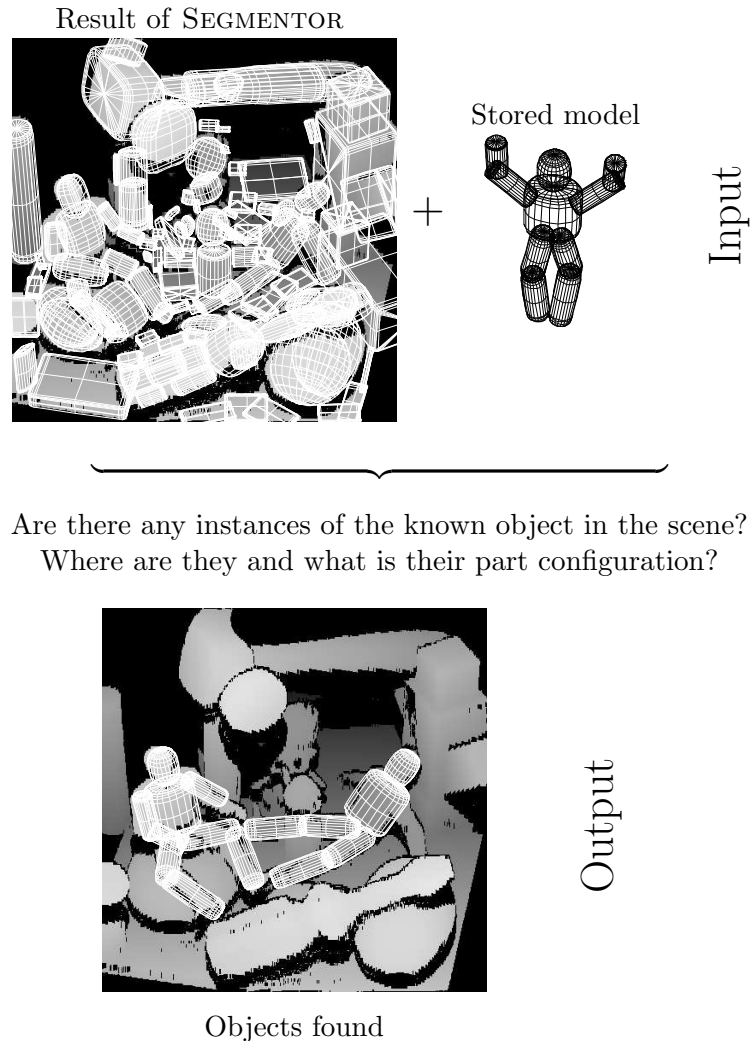 Result of SEGMENTOR
Stored model
+
Input
Are there any instances of the known object in the scene?
Where are they and what is their part configuration?
Output
Objects found